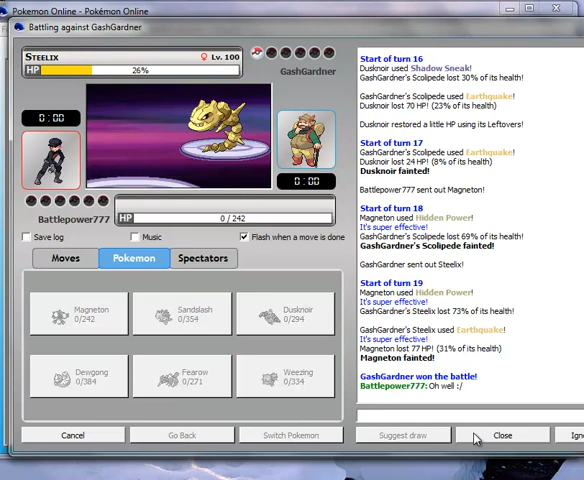 Pokemon Online - Pokémon Online
Battling against GashGardner
STEELIX ♀ Lv. 100
HP 26%
GashGardner
0:00
0:00
Battlepower777
HP 0 / 242
Save log
Music
Flash when a move is done
Moves
Pokemon
Spectators
Magneton
0/242
Sandslash
0/354
Dusknoir
0/294
Dewgong
0/384
Fearow
0/271
Weezing
0/334
Cancel
Go Back
Switch Pokemon
Start of turn 16
Dusknoir used Shadow Sneak!
GashGardner's Scolipede lost 30% of its health!
GashGardner's Scolipede used Earthquake!
Dusknoir lost 70 HP! (23% of its health)
Dusknoir restored a little HP using its Leftovers!
Start of turn 17
GashGardner's Scolipede used Earthquake!
Dusknoir lost 24 HP! (8% of its health)
Dusknoir fainted!
Battlepower777 sent out Magneton!
Start of turn 18
Magneton used Hidden Power!
It's super effective!
GashGardner's Scolipede lost 69% of its health!
GashGardner's Scolipede fainted!
GashGardner sent out Steelix!
Start of turn 19
Magneton used Hidden Power!
It's super effective!
GashGardner's Steelix lost 73% of its health!
GashGardner's Steelix used Earthquake!
It's super effective!
Magneton lost 77 HP! (31% of its health)
Magneton fainted!
GashGardner won the battle!
Battlepower777: Oh well :/
Suggest draw
Close
Ign